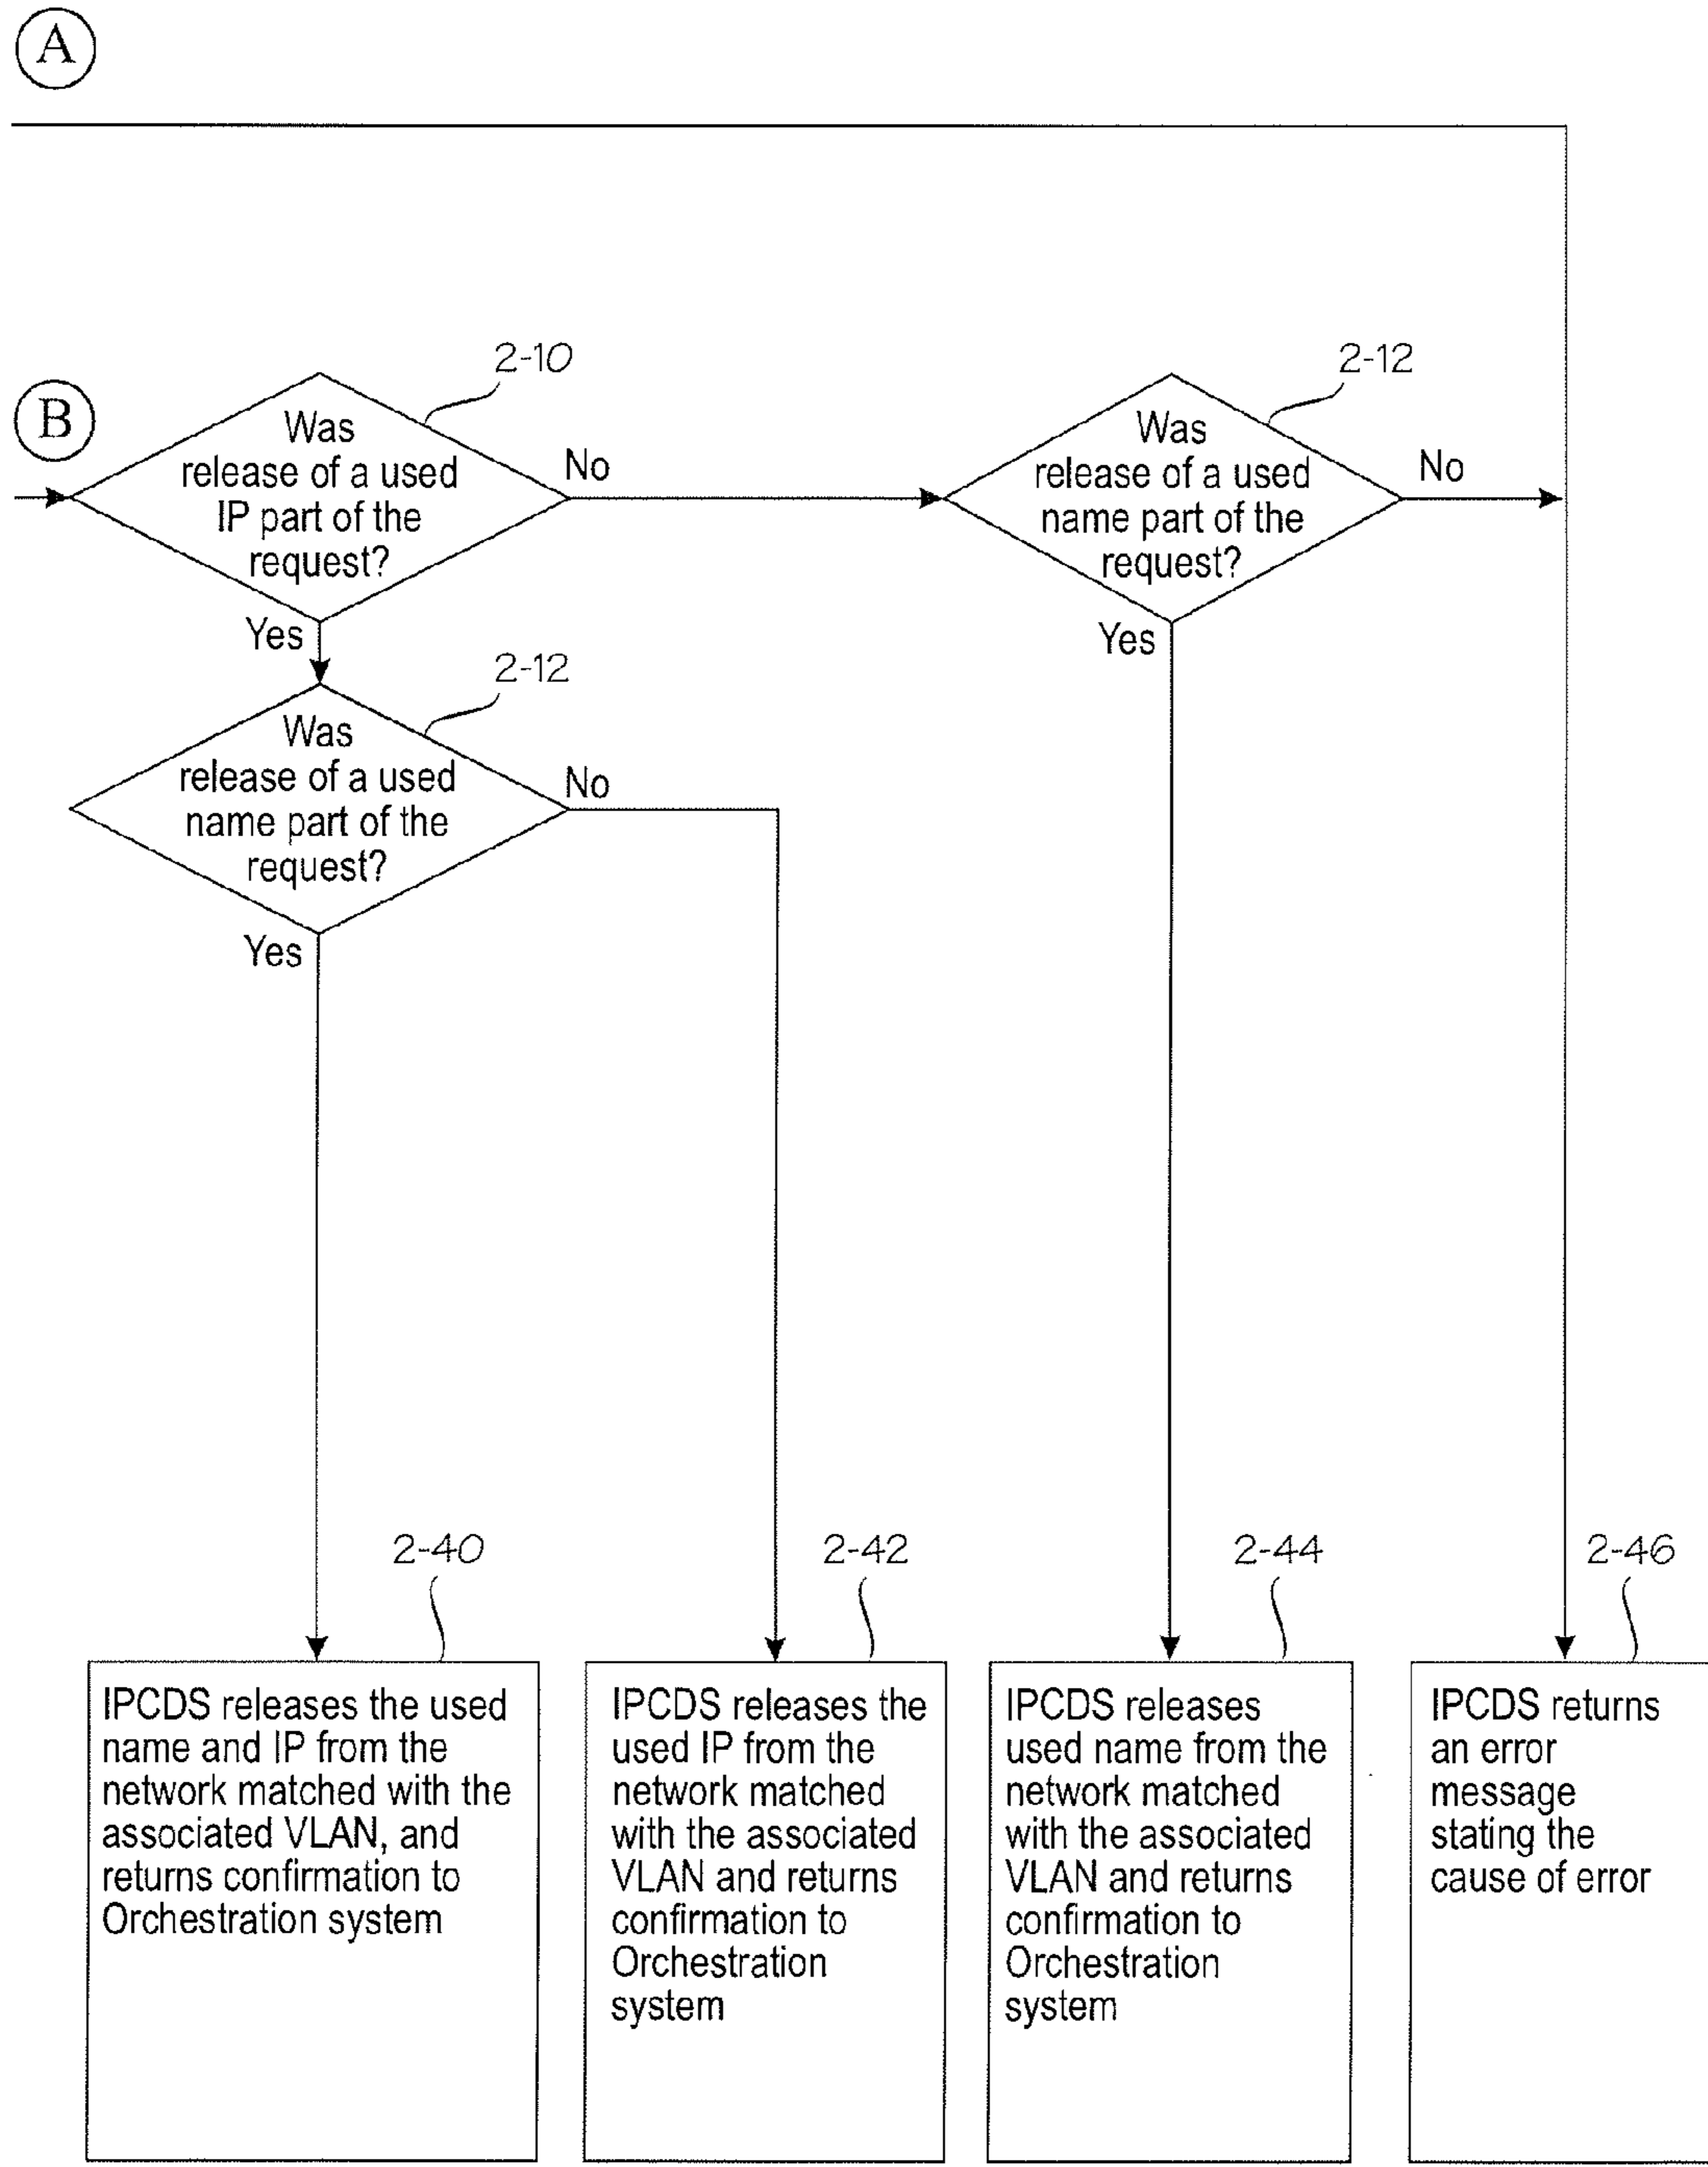 A
2-10
2-12
B
Was
release of a used
IP part of the
request?
No
Was
release of a used
name part of the
request?
No
Yes
Yes
2-12
Was
release of a used
name part of the
request?
No
Yes
2-40
2-42
2-44
2-46
IPCDS releases the used
name and IP from the
network matched with the
associated VLAN, and
returns confirmation to
Orchestration system
IPCDS releases the
used IP from the
network matched
with the associated
VLAN and returns
confirmation to
Orchestration
system
IPCDS releases
used name from the
network matched
with the associated
VLAN and returns
confirmation to
Orchestration
system
IPCDS returns
an error
message
stating the
cause of error